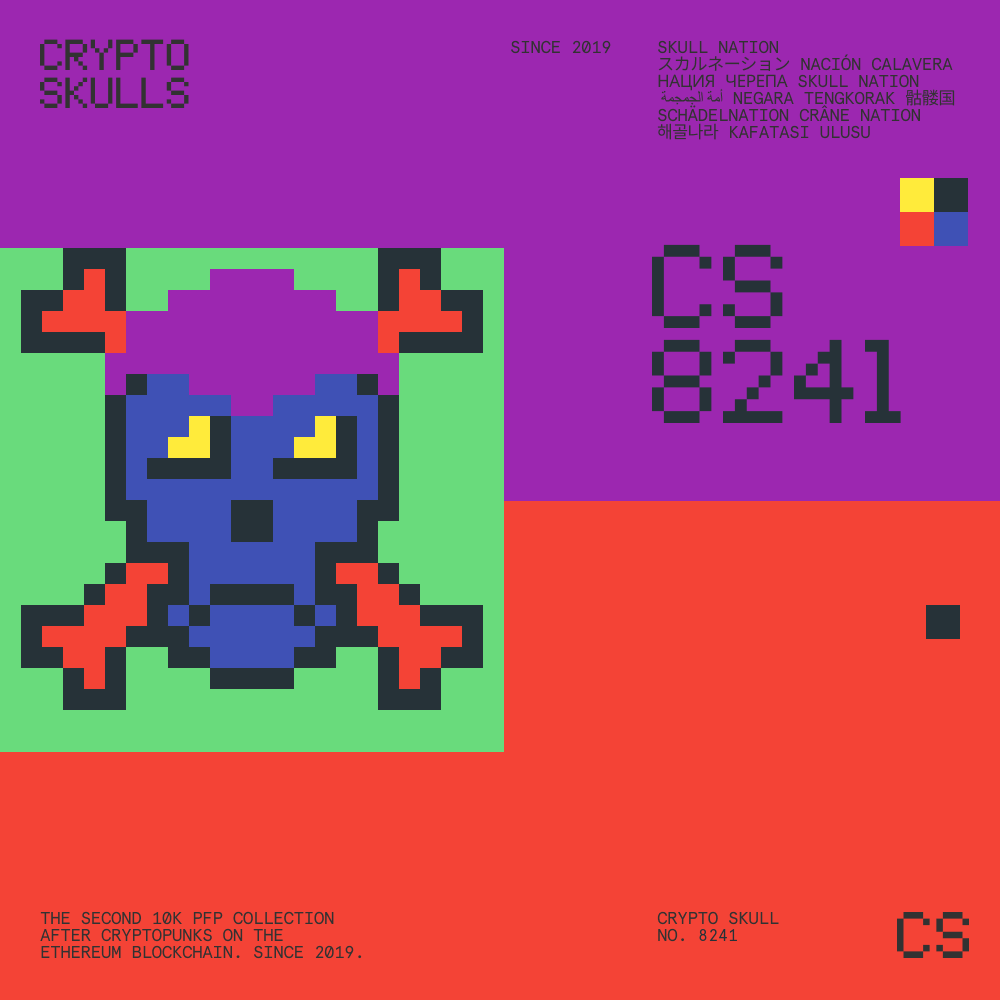 CRYPTO
SKULLS
SINCE 2019
SKULL NATION
スカルネーション NACIÓN CALAVERA
НАЦИЯ ЧЕРЕПА SKULL NATION
أمة الجمجمة NEGARA TENGKORAK 骷髅国
SCHÄDELNATION CRÂNE NATION
해골나라 KAFATASI ULUSU
CS
8241
THE SECOND 10K PFP COLLECTION
AFTER CRYPTOPUNKS ON THE
ETHEREUM BLOCKCHAIN. SINCE 2019.
CRYPTO SKULL
NO. 8241
CS